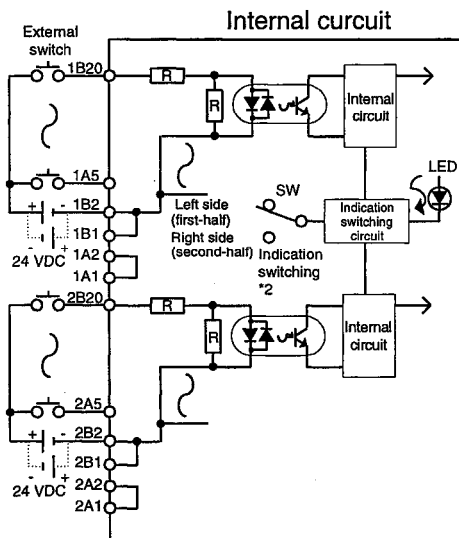 Internal curcuit
External
switch
1B20
R
R
Internal
circuit
1A5
LED
+ -
1B2
Left side
(first-half)
SW
Indication
switching
circuit
- +
1B1
Right side
(second-half)
24 VDC
1A2
Indication
switching
*2
1A1
2B20
R
R
Internal
circuit
2A5
+ -
2B2
- +
2B1
24 VDC
2A2
2A1